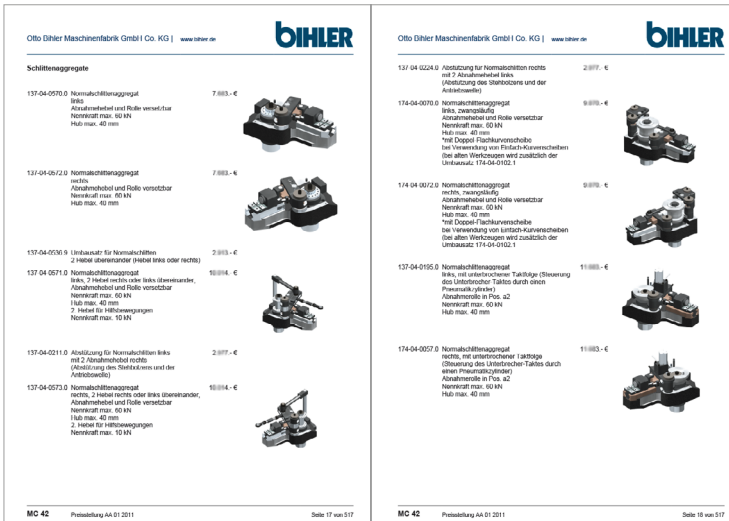 Otto Bihler Maschinenfabrik GmbH Co. KG | www.bihler.de
BIHLER
Schlittenaggregate
137-04-0570.0 Normalschlittenaggregat
links
Abnahmehebel und Rolle versetzbar
Nennkraft max. 60 kN
Hub max. 40 mm
137-04-0572.0 Normalschlittenaggregat
rechts
Abnahmehebel und Rolle versetzbar
Nennkraft max. 60 kN
Hub max. 40 mm
137-04-0536.9 Umbausatz für Normalschlitten
2 Hebel übereinander (Hebel links oder rechts)
137 04 0571.0 Normalschlittenaggregat
links, 2 Hebel rechts oder links übereinander,
Abnahmehebel und Rolle versetzbar
Nennkraft max. 60 kN
Hub max. 40 mm
2. Hebel für Hilfsbewegungen
Nennkraft max. 10 kN
137-04-0211.0 Abstützung für Normalschlitten links
mit 2 Abnahmehebel rechts
(Abstützung des Stehbolzens und der
Antriebswelle)
137-04-0573.0 Normalschlittenaggregat
rechts, 2 Hebel rechts oder links übereinander,
Abnahmehebel und Rolle versetzbar
Nennkraft max. 60 kN
Hub max. 40 mm
2. Hebel für Hilfsbewegungen
Nennkraft max. 10 kN
MC 42 Preisstellung AA 01 2011 Seite 17 von 517
Otto Bihler Maschinenfabrik GmbH Co. KG | www.bihler.de
BIHLER
137-04-0224.0 Abstützung für Normalschlitten rechts
mit 2 Abnahmehebel links
(Abstützung des Stehbolzens und der
Antriebswelle)
174-04-0070.0 Normalschlittenaggregat
links, zwangsläufig
Abnahmehebel und Rolle versetzbar
Nennkraft max. 60 kN
Hub max. 40 mm
*mit Doppel-Flachkurvenscheibe
bei Verwendung von Einfach-Kurvenscheiben
(bei alten Werkzeugen wird zusätzlich der
Umbausatz 174-04-0102.1
174 04 0072.0 Normalschlittenaggregat
rechts, zwangsläufig
Abnahmehebel und Rolle versetzbar
Nennkraft max. 60 kN
Hub max. 40 mm
*mit Doppel-Flachkurvenscheibe
bei Verwendung von Einfach-Kurvenscheiben
(bei alten Werkzeugen wird zusätzlich der
Umbausatz 174-04-0102.1
137-04-0195.0 Normalschlittenaggregat
links, mit unterbrochener Taktfolge (Steuerung
des Unterbrecher Taktes durch einen
Pneumatikzylinder)
Abnahmerolle in Pos. a2
Nennkraft max. 60 kN
Hub max. 40 mm
174-04-0057.0 Normalschlittenaggregat
rechts, mit unterbrochener Taktfolge
(Steuerung des Unterbrecher-Taktes durch
einen Pneumatikzylinder)
Abnahmerolle in Pos. a2
Nennkraft max. 60 kN
Hub max. 40 mm
MC 42 Preisstellung AA 01 2011 Seite 18 von 517